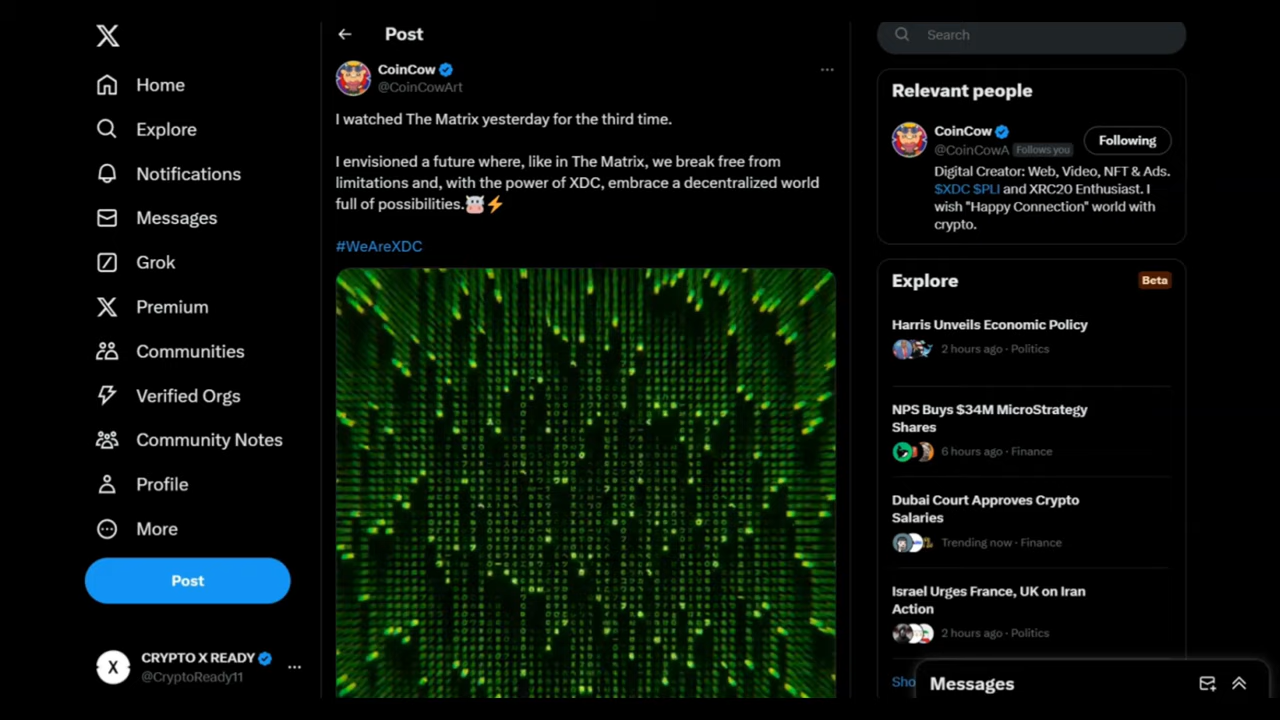 Home
Explore
Notifications
Messages
Grok
Premium
Communities
Verified Orgs
Community Notes
Profile
More
Post
CRYPTO X READY
@CryptoReady11
Post
CoinCow
@CoinCowArt
I watched The Matrix yesterday for the third time.
I envisioned a future where, like in The Matrix, we break free from
limitations and, with the power of XDC, embrace a decentralized world
full of possibilities.🐮⚡
#WeAreXDC
Search
Relevant people
CoinCow
@CoinCowA Follows you
Following
Digital Creator: Web, Video, NFT & Ads.
$XDC $PLI and XRC20 Enthusiast. I
wish "Happy Connection" world with
crypto.
Explore
Beta
Harris Unveils Economic Policy
2 hours ago · Politics
NPS Buys $34M MicroStrategy
Shares
6 hours ago · Finance
Dubai Court Approves Crypto
Salaries
Trending now · Finance
Israel Urges France, UK on Iran
Action
2 hours ago · Politics
Sho
Messages